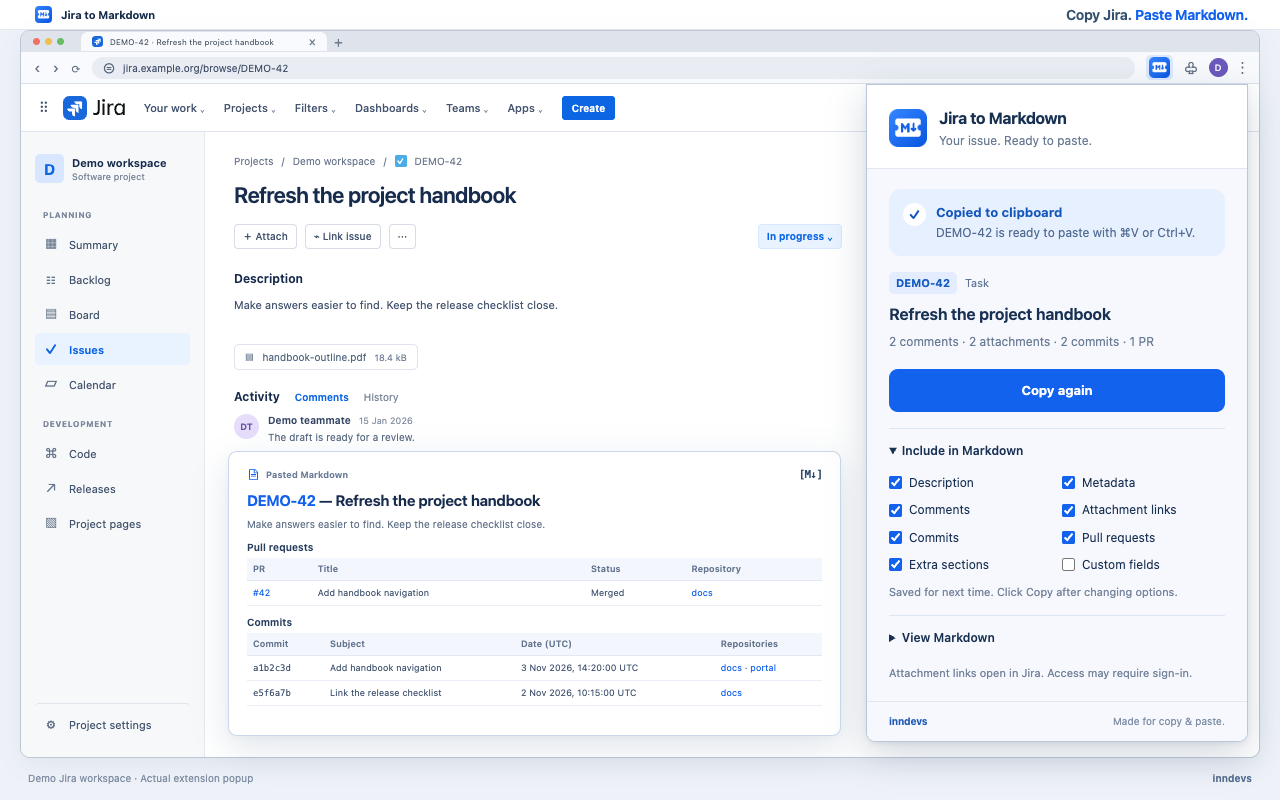 Jira to Markdown
Copy Jira. Paste Markdown.
DEMO-42 · Refresh the project handbook
jira.example.org/browse/DEMO-42
D
Jira
Your work
Projects
Filters
Dashboards
Teams
Apps
Create
D
Demo workspace
Software project
PLANNING
Summary
Backlog
Board
Issues
Calendar
DEVELOPMENT
Code
Releases
Project pages
Project settings
Projects / Demo workspace / DEMO-42
Refresh the project handbook
+ Attach
Link issue
···
In progress
Description
Make answers easier to find. Keep the release checklist close.
handbook-outline.pdf 18.4 kB
Activity Comments History
DT
Demo teammate 15 Jan 2026
The draft is ready for a review.
Pasted Markdown
[M↓]
DEMO-42 — Refresh the project handbook
Make answers easier to find. Keep the release checklist close.
Pull requests
PR Title Status Repository
#42 Add handbook navigation Merged docs
Commits
Commit Subject Date (UTC) Repositories
a1b2c3d Add handbook navigation 3 Nov 2026, 14:20:00 UTC docs · portal
e5f6a7b Link the release checklist 2 Nov 2026, 10:15:00 UTC docs
M↓
Jira to Markdown
Your issue. Ready to paste.
Copied to clipboard
DEMO-42 is ready to paste with ⌘V or Ctrl+V.
DEMO-42 Task
Refresh the project handbook
2 comments · 2 attachments · 2 commits · 1 PR
Copy again
Include in Markdown
Description Metadata
Comments Attachment links
Commits Pull requests
Extra sections Custom fields
Saved for next time. Click Copy after changing options.
View Markdown
Attachment links open in Jira. Access may require sign-in.
inndevs
Made for copy & paste.
Demo Jira workspace · Actual extension popup
inndevs